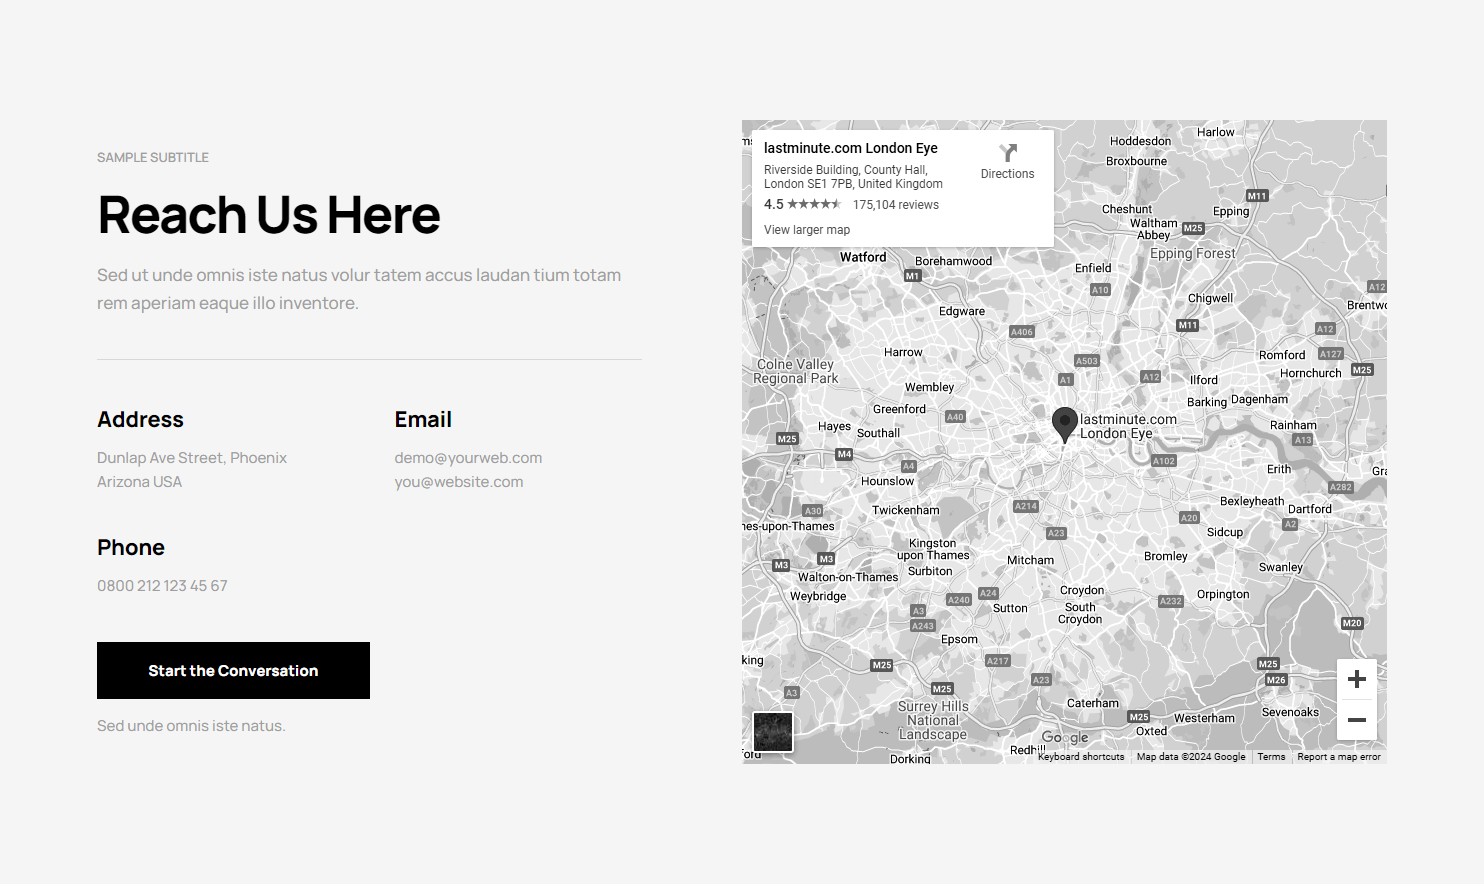 SAMPLE SUBTITLE
Reach Us Here
Sed ut unde omnis iste natus volur tatem accus laudan tium totam
rem aperiam eaque illo inventore.
Address
Dunlap Ave Street, Phoenix
Arizona USA
Email
demo@yourweb.com
you@website.com
Phone
0800 212 123 45 67
Start the Conversation
Sed unde omnis iste natus.
lastminute.com London Eye
Riverside Building, County Hall,
London SE1 7PB, United Kingdom
4.5
175,104 reviews
View larger map
Directions
Harlow
Hoddesdon
Broxbourne
M11
Cheshunt
Epping
Waltham
Abbey
M25
Epping Forest
Watford
Borehamwood
Enfield
M1
A10
A12
Chigwell
Brentwo
Edgware
M11
A406
A12
Harrow
Romford
A127
Colne Valley
Regional Park
A503
Hornchurch
M25
A1
A12
Ilford
Wembley
Barking
Dagenham
Greenford
A40
lastminute.com
London Eye
Hayes
Southall
Rainham
M25
A13
M4
A4
A102
Erith
Gra
Hounslow
A282
Bexleyheath
Dartford
A30
Twickenham
A214
A20
A2
nes-upon-Thames
A23
Sidcup
Kingston
upon Thames
M3
Mitcham
Bromley
M3
Surbiton
Swanley
Walton-on-Thames
Weybridge
A240
A24
Croydon
Orpington
A3
Sutton
South
Croydon
A232
A243
M20
Epsom
king
M25
A217
M25
M26
A3
M25
A23
Surrey Hills
National
Landscape
Caterham
M25
Westerham
Sevenoaks
Oxted
Google
Redhill
ford
Dorking
Keyboard shortcuts
Map data ©2024 Google
Terms
Report a map error